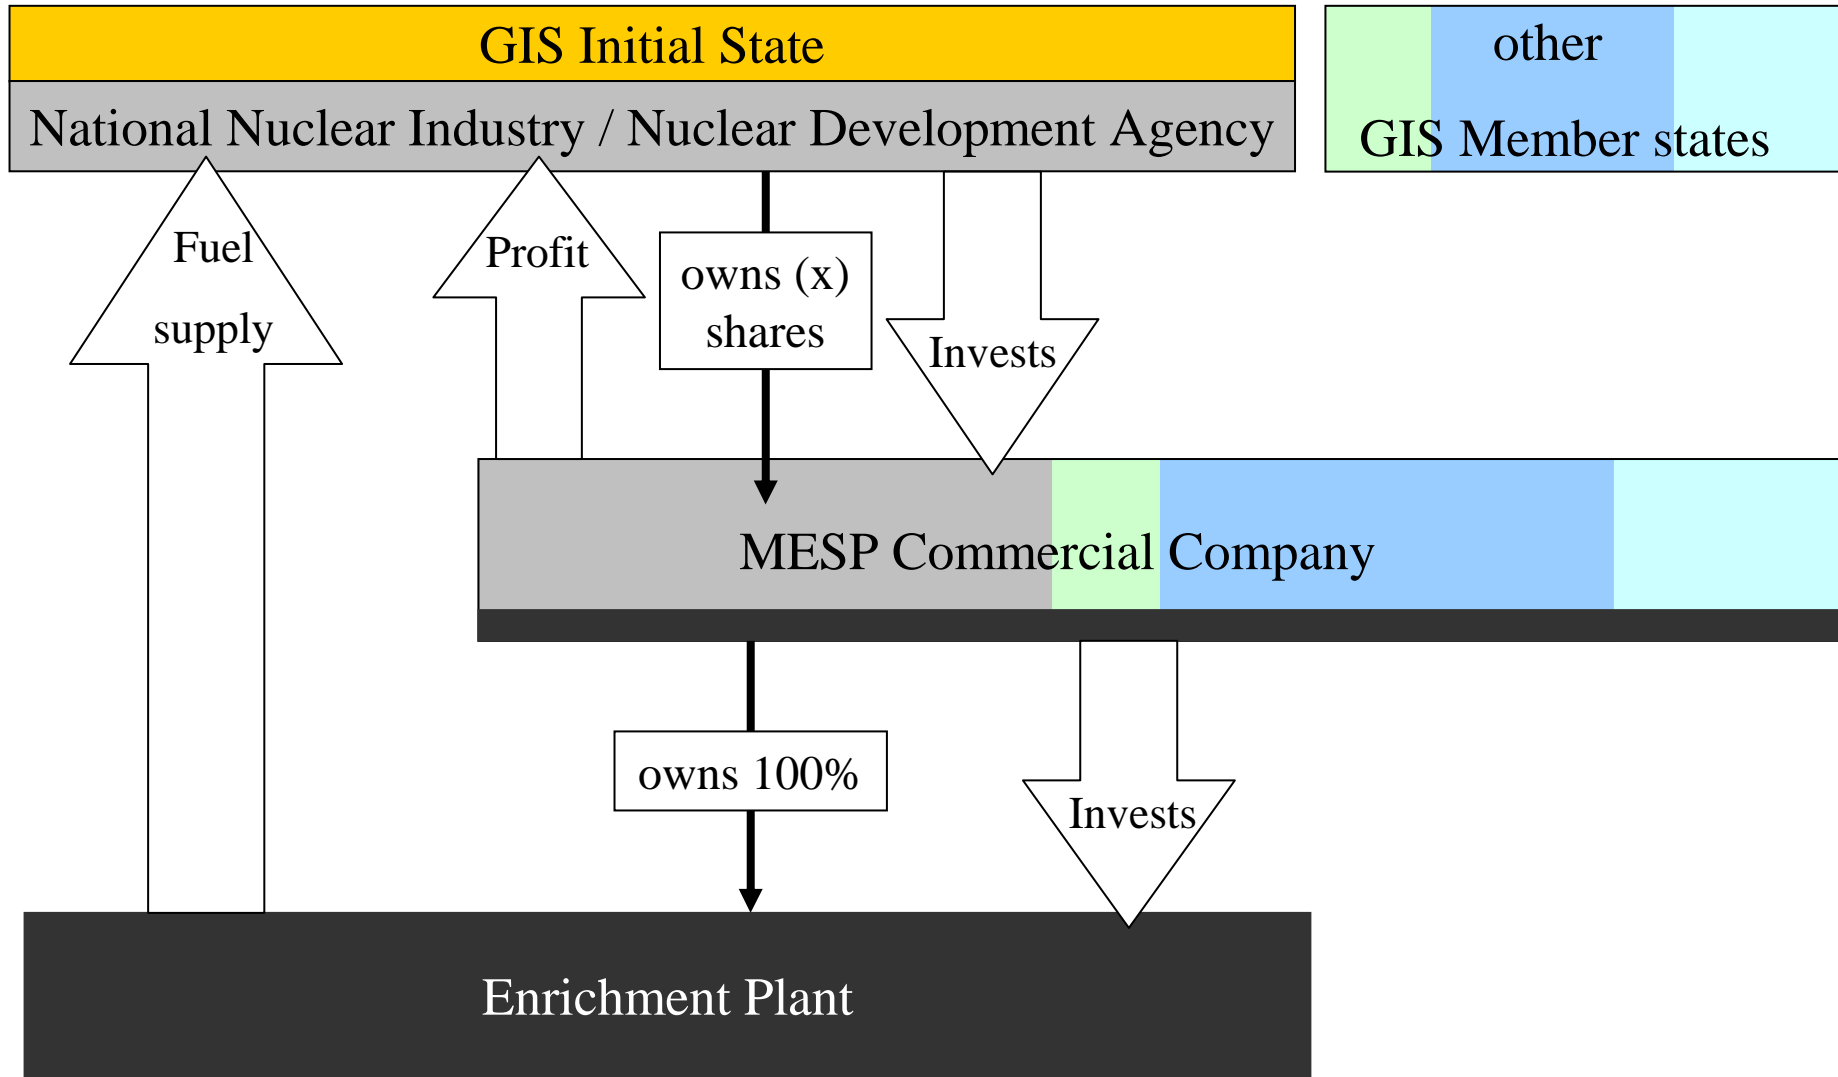 GIS Initial State
other
National Nuclear Industry / Nuclear Development Agency
GIS Member states
Fuel
supply
Profit
owns (x)
shares
Invests
MESP Commercial Company
owns 100%
Invests
Enrichment Plant